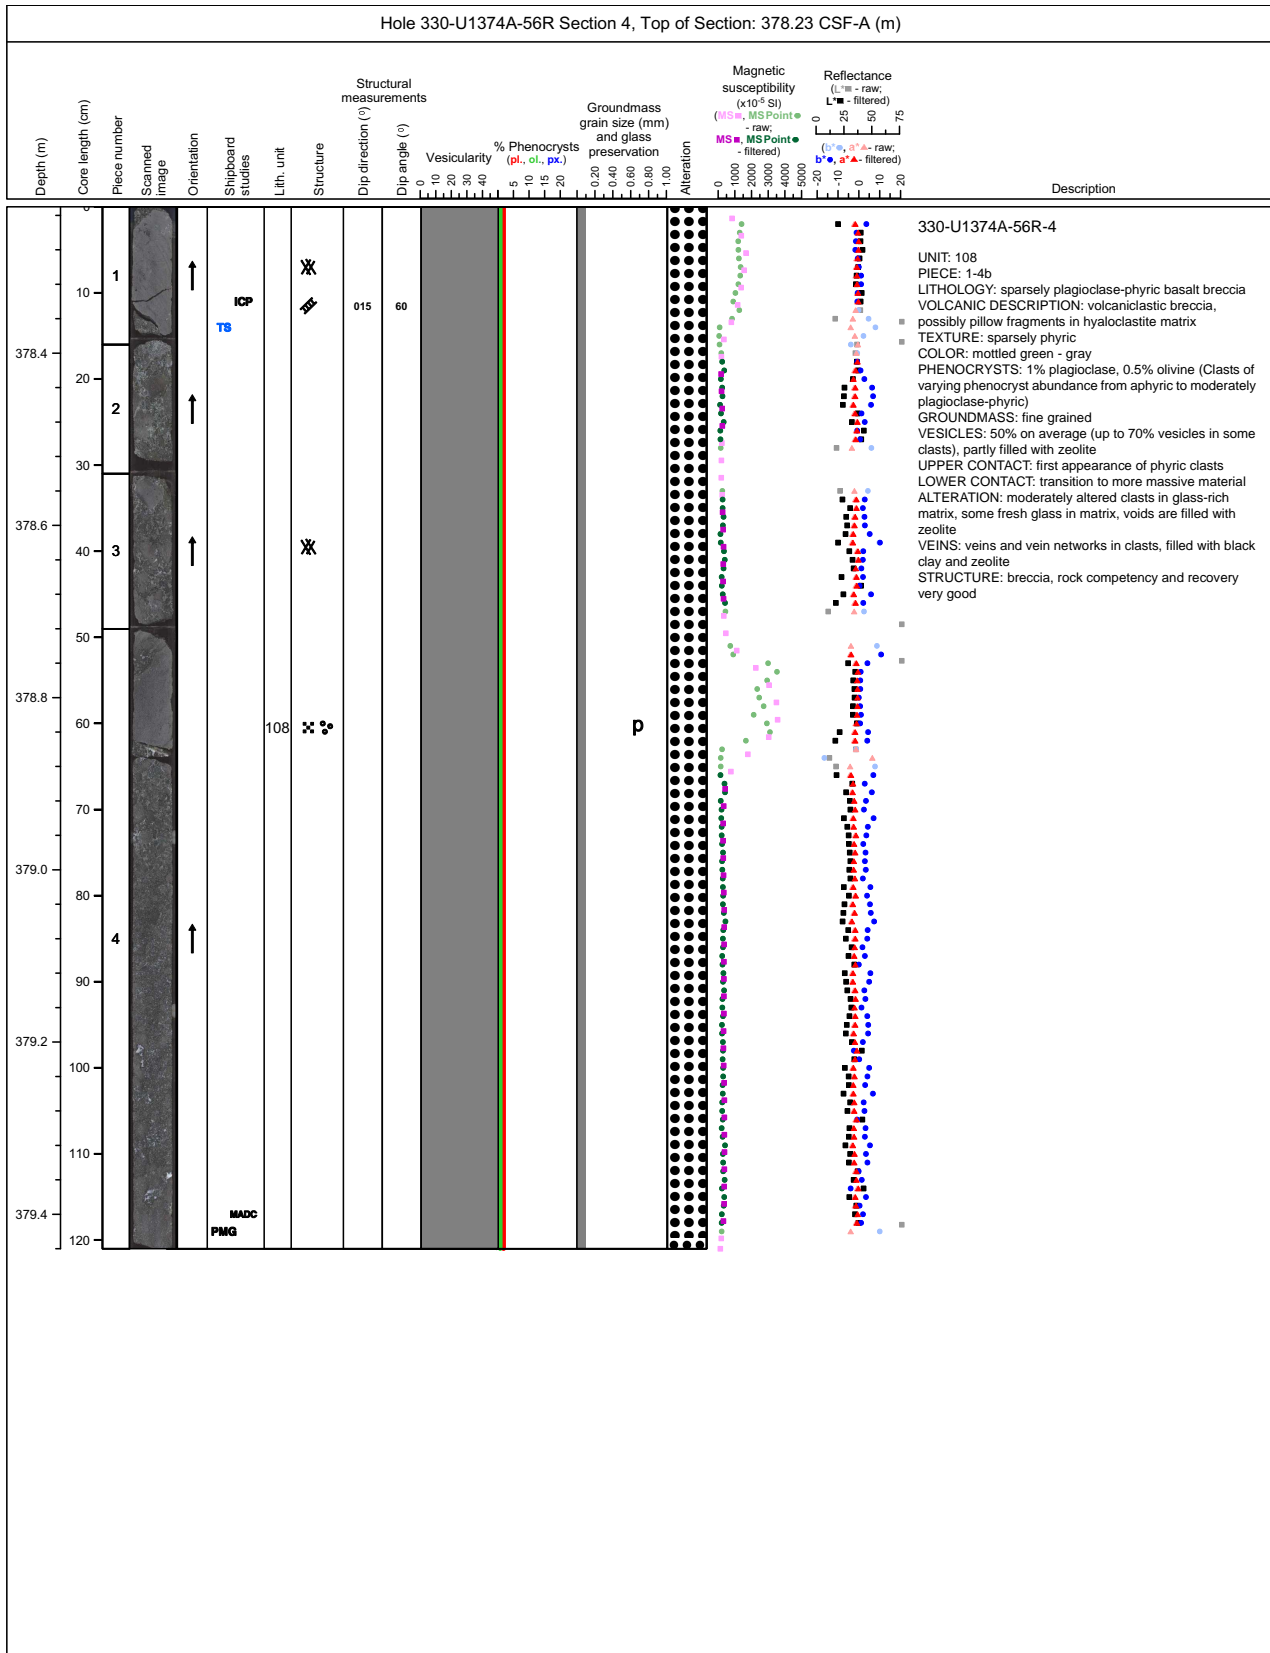 Hole 330-U1374A-56R Section 4, Top of Section: 378.23 CSF-A (m)
Depth (m)
Core length (cm)
Piece number
Scanned
image
Orientation
Shipboard
studies
Lith. unit
Structure
Structural
measurements
Dip direction (°)
Dip angle (°)
Vesicularity
0 10 20 30 40
% Phenocrysts
(pl., ol., px.)
5 10 15 20
Groundmass
grain size (mm)
and glass
preservation
0.20 0.40 0.60 0.80 1.00
Alteration
Magnetic
susceptibility
(x10-5 SI)
(MS, MSPoint
- raw;
MS, MSPoint
- filtered)
0 1000 2000 3000 4000 5000
Reflectance
(L* - raw;
L* - filtered)
0 25 50 75
(b*, a* - raw;
b*, a* - filtered)
-20 -10 0 10 20
Description
0
10
20
30
40
50
60
70
80
90
100
110
120
378.4
378.6
378.8
379.0
379.2
379.4
1
2
3
4
ICP
TS
MADC
PMG
108
015
60
p
330-U1374A-56R-4
UNIT: 108
PIECE: 1-4b
LITHOLOGY: sparsely plagioclase-phyric basalt breccia
VOLCANIC DESCRIPTION: volcaniclastic breccia,
possibly pillow fragments in hyaloclastite matrix
TEXTURE: sparsely phyric
COLOR: mottled green - gray
PHENOCRYSTS: 1% plagioclase, 0.5% olivine (Clasts of
varying phenocryst abundance from aphyric to moderately
plagioclase-phyric)
GROUNDMASS: fine grained
VESICLES: 50% on average (up to 70% vesicles in some
clasts), partly filled with zeolite
UPPER CONTACT: first appearance of phyric clasts
LOWER CONTACT: transition to more massive material
ALTERATION: moderately altered clasts in glass-rich
matrix, some fresh glass in matrix, voids are filled with
zeolite
VEINS: veins and vein networks in clasts, filled with black
clay and zeolite
STRUCTURE: breccia, rock competency and recovery
very good